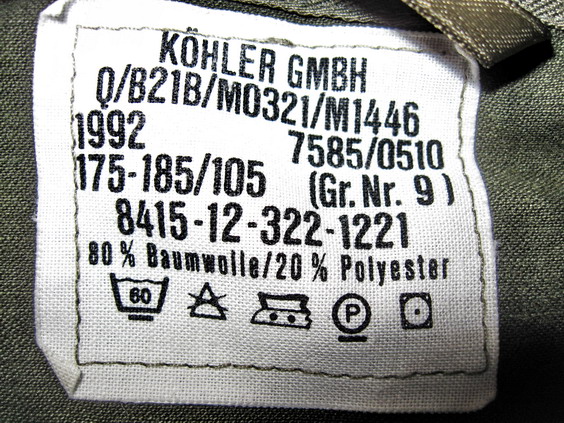 KÖHLER GMBH
Q/B21B/M0321/M1446
1992 7585/0510
175-185/105 (Gr. Nr. 9)
8415-12-322-1221
80 % Baumwolle/20 % Polyester
60 P